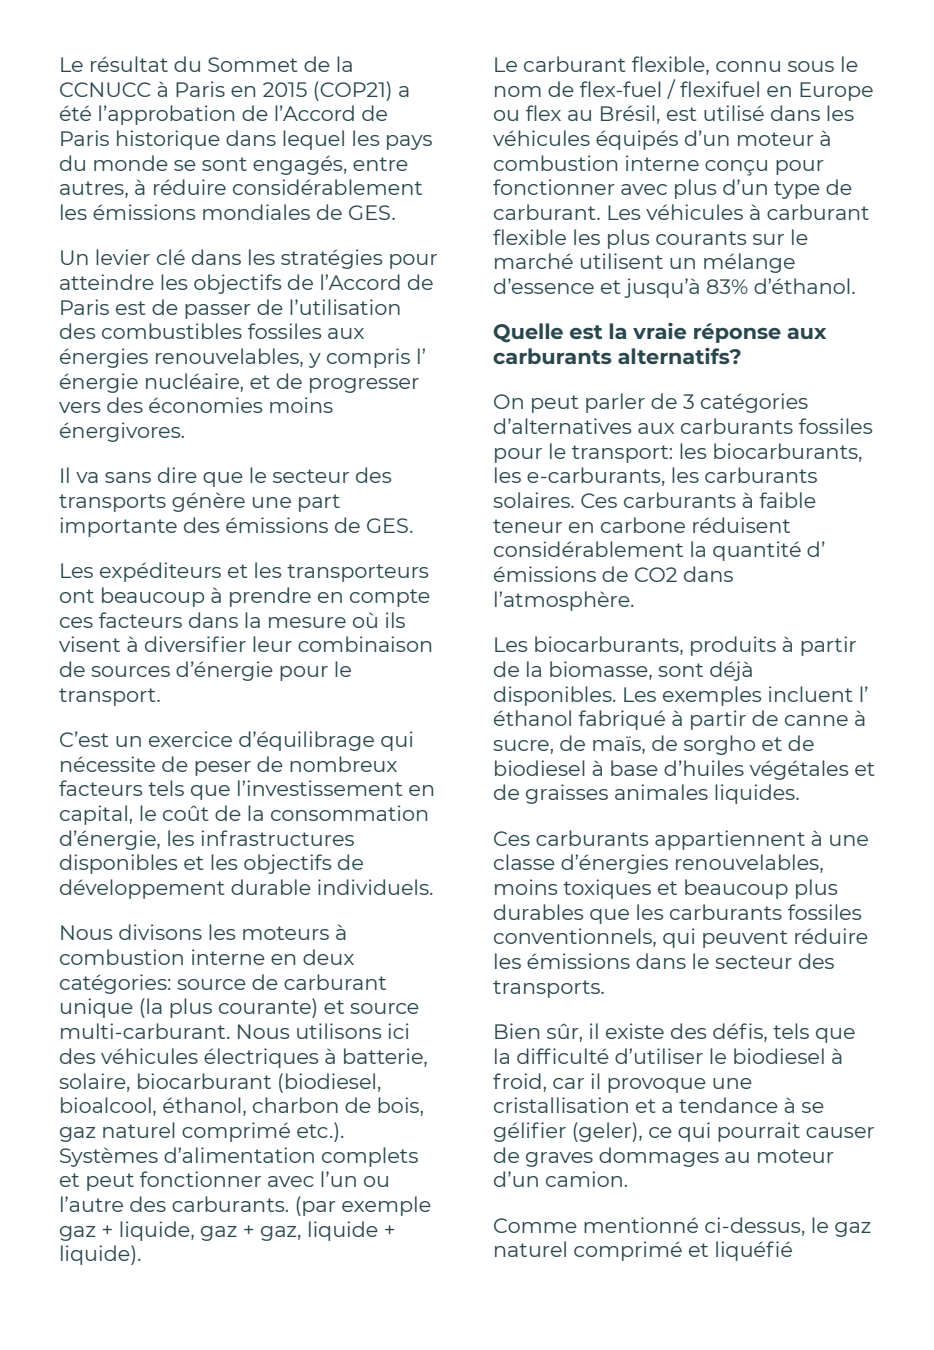 Le résultat du Sommet de la
CCNUCC à Paris en 2015 (COP21) a
été l’approbation de l’Accord de
Paris historique dans lequel les pays
du monde se sont engagés, entre
autres, à réduire considérablement
les émissions mondiales de GES.
Un levier clé dans les stratégies pour
atteindre les objectifs de l’Accord de
Paris est de passer de l’utilisation
des combustibles fossiles aux
énergies renouvelables, y compris l’
énergie nucléaire, et de progresser
vers des économies moins
énergivores.
Il va sans dire que le secteur des
transports génère une part
importante des émissions de GES.
Les expéditeurs et les transporteurs
ont beaucoup à prendre en compte
ces facteurs dans la mesure où ils
visent à diversifier leur combinaison
de sources d’énergie pour le
transport.
C’est un exercice d’équilibrage qui
nécessite de peser de nombreux
facteurs tels que l’investissement en
capital, le coût de la consommation
d’énergie, les infrastructures
disponibles et les objectifs de
développement durable individuels.
Nous divisons les moteurs à
combustion interne en deux
catégories: source de carburant
unique (la plus courante) et source
multi-carburant. Nous utilisons ici
des véhicules électriques à batterie,
solaire, biocarburant (biodiesel,
bioalcool, éthanol, charbon de bois,
gaz naturel comprimé etc.).
Systèmes d’alimentation complets
et peut fonctionner avec l’un ou
l’autre des carburants. (par exemple
gaz + liquide, gaz + gaz, liquide +
liquide).
Le carburant flexible, connu sous le
nom de flex-fuel / flexifuel en Europe
ou flex au Brésil, est utilisé dans les
véhicules équipés d’un moteur à
combustion interne conçu pour
fonctionner avec plus d’un type de
carburant. Les véhicules à carburant
flexible les plus courants sur le
marché utilisent un mélange
d’essence et jusqu’à 83% d’éthanol.
Quelle est la vraie réponse aux
carburants alternatifs?
On peut parler de 3 catégories
d’alternatives aux carburants fossiles
pour le transport: les biocarburants,
les e-carburants, les carburants
solaires. Ces carburants à faible
teneur en carbone réduisent
considérablement la quantité d’
émissions de CO2 dans
l’atmosphère.
Les biocarburants, produits à partir
de la biomasse, sont déjà
disponibles. Les exemples incluent l’
éthanol fabriqué à partir de canne à
sucre, de maïs, de sorgho et de
biodiesel à base d’huiles végétales et
de graisses animales liquides.
Ces carburants appartiennent à une
classe d’énergies renouvelables,
moins toxiques et beaucoup plus
durables que les carburants fossiles
conventionnels, qui peuvent réduire
les émissions dans le secteur des
transports.
Bien sûr, il existe des défis, tels que
la difficulté d’utiliser le biodiesel à
froid, car il provoque une
cristallisation et a tendance à se
gélifier (geler), ce qui pourrait causer
de graves dommages au moteur
d’un camion.
Comme mentionné ci-dessus, le gaz
naturel comprimé et liquéfié